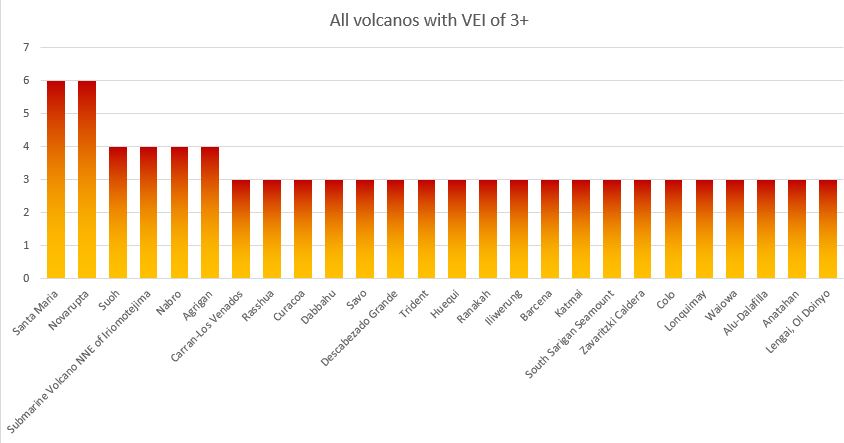 All volcanos with VEI of 3+
7
6
5
4
3
2
1
0
Santa Maria
Novarupta
Suoh
Submarine Volcano NNE of Iriomotejima
Nabro
Agrigan
Carran-Los Venados
Rasshua
Curacoa
Dabbahu
Savo
Descabezado Grande
Trident
Huequi
Ranakah
Iliwerung
Barcena
Katmai
South Sarigan Seamount
Zavaritzki Caldera
Colo
Lonquimay
Waiowa
Alu-Dalafilla
Anatahan
Lengai, Ol Doinyo